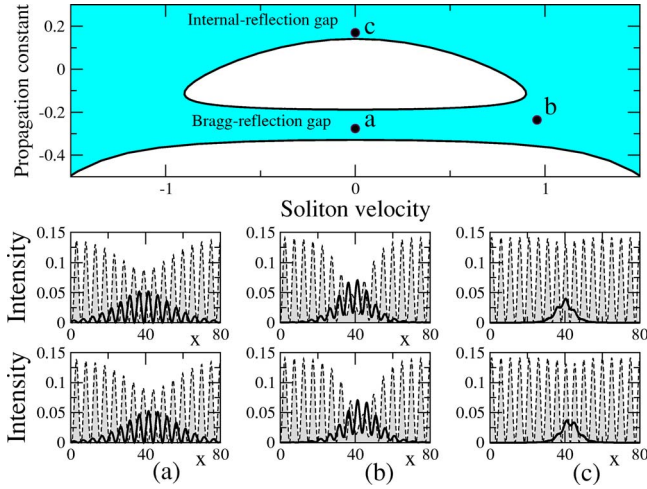 Internal-reflection gap
c
Bragg-reflection gap
a
b
Propagation constant
0.2
0
-0.2
-0.4
-1
0
1
Soliton velocity
Intensity
0.15
0.1
0.05
0
0
40
x
80
0.15
0.1
0.05
0
0
40
x
80
0.15
0.1
0.05
0
0
40
x
80
Intensity
0.15
0.1
0.05
0
0
40
x
80
0.15
0.1
0.05
0
0
40
x
80
0.15
0.1
0.05
0
0
40
x
80
(a)
(b)
(c)